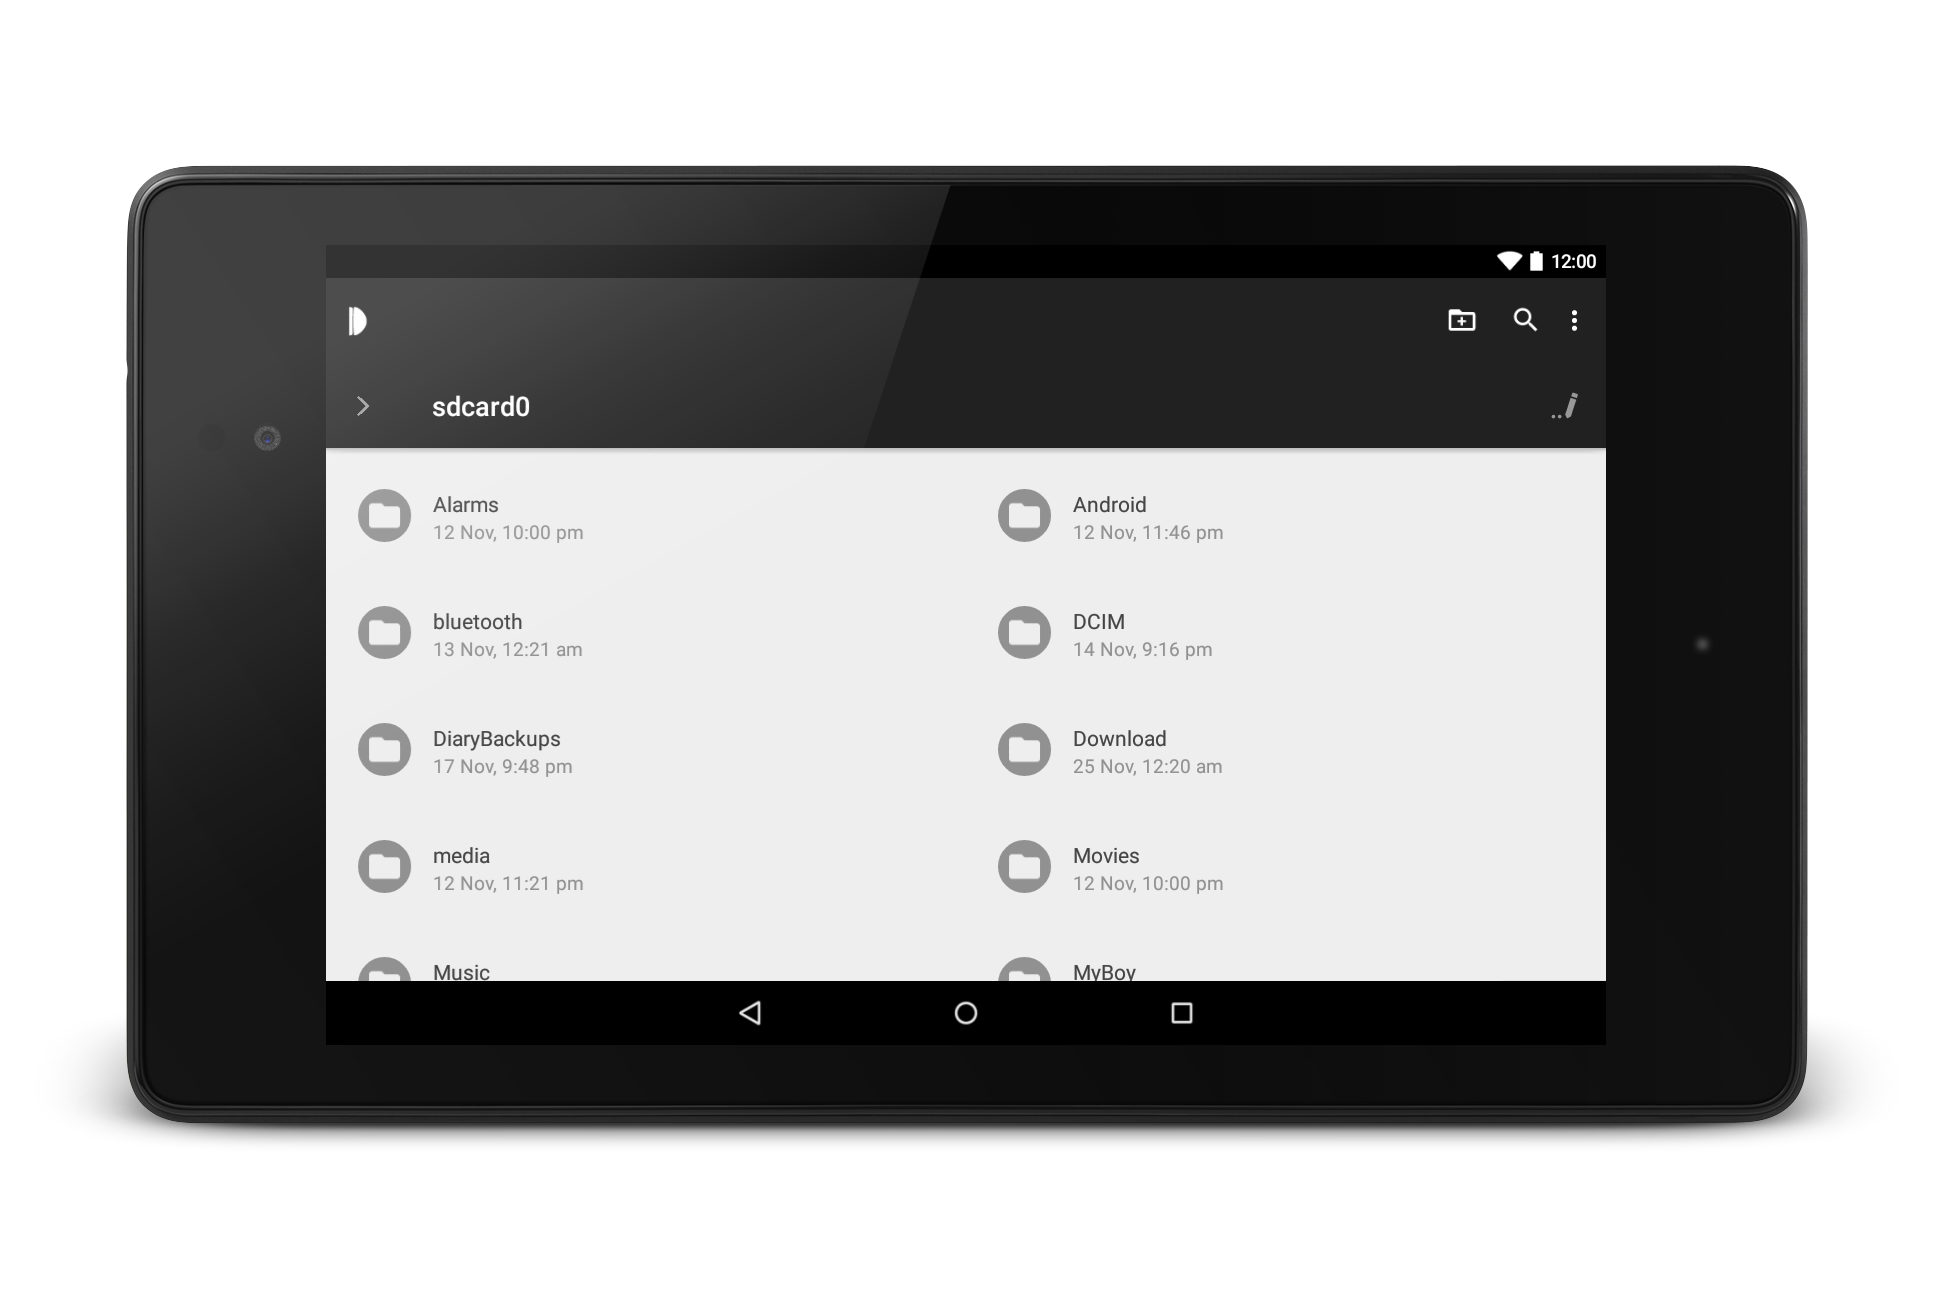 12:00
sdcard0
Alarms
12 Nov, 10:00 pm
Android
12 Nov, 11:46 pm
bluetooth
13 Nov, 12:21 am
DCIM
14 Nov, 9:16 pm
DiaryBackups
17 Nov, 9:48 pm
Download
25 Nov, 12:20 am
media
12 Nov, 11:21 pm
Movies
12 Nov, 10:00 pm
Music
MyBoy